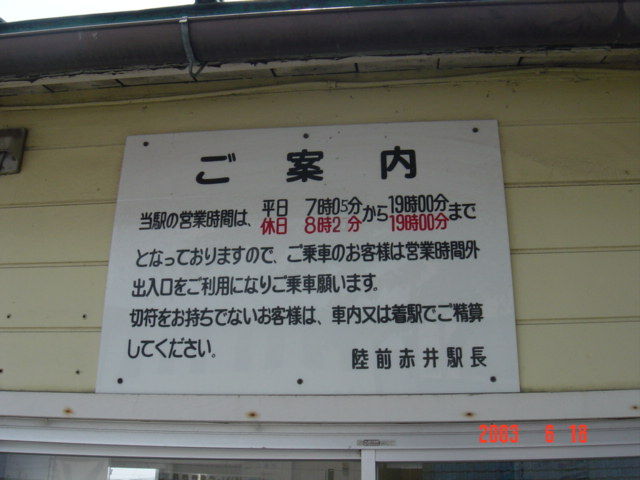 ご案内
当駅の営業時間は、平日 7時05分から19時00分まで
休日 8時2 分 19時00分
となっておりますので、ご乗車のお客様は営業時間外
出入口をご利用になりご乗車願います。
切符をお持ちでないお客様は、車内又は着駅でご精算
してください。
陸前赤井駅長
2003 6 18